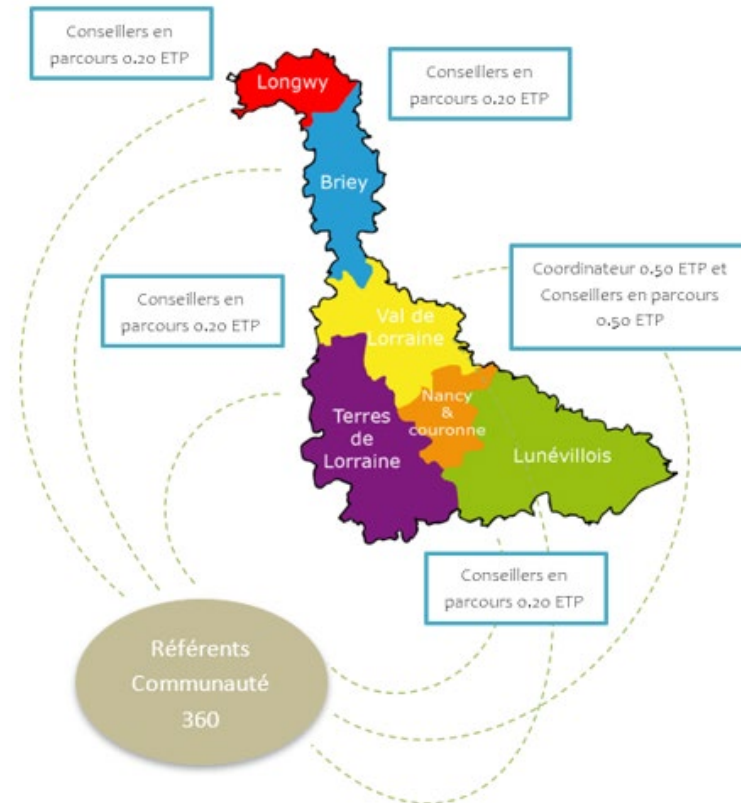 Conseillers en
parcours 0.20 ETP
Longwy
Conseillers en
parcours 0.20 ETP
Briey
Coordinateur 0.50 ETP et
Conseillers en parcours
0.50 ETP
Conseillers en
parcours 0.20 ETP
Val de
Lorraine
Nancy
&
couronne
Terres
de
Lorraine
Lunévillois
Conseillers en
parcours 0.20 ETP
Référents
Communauté
360